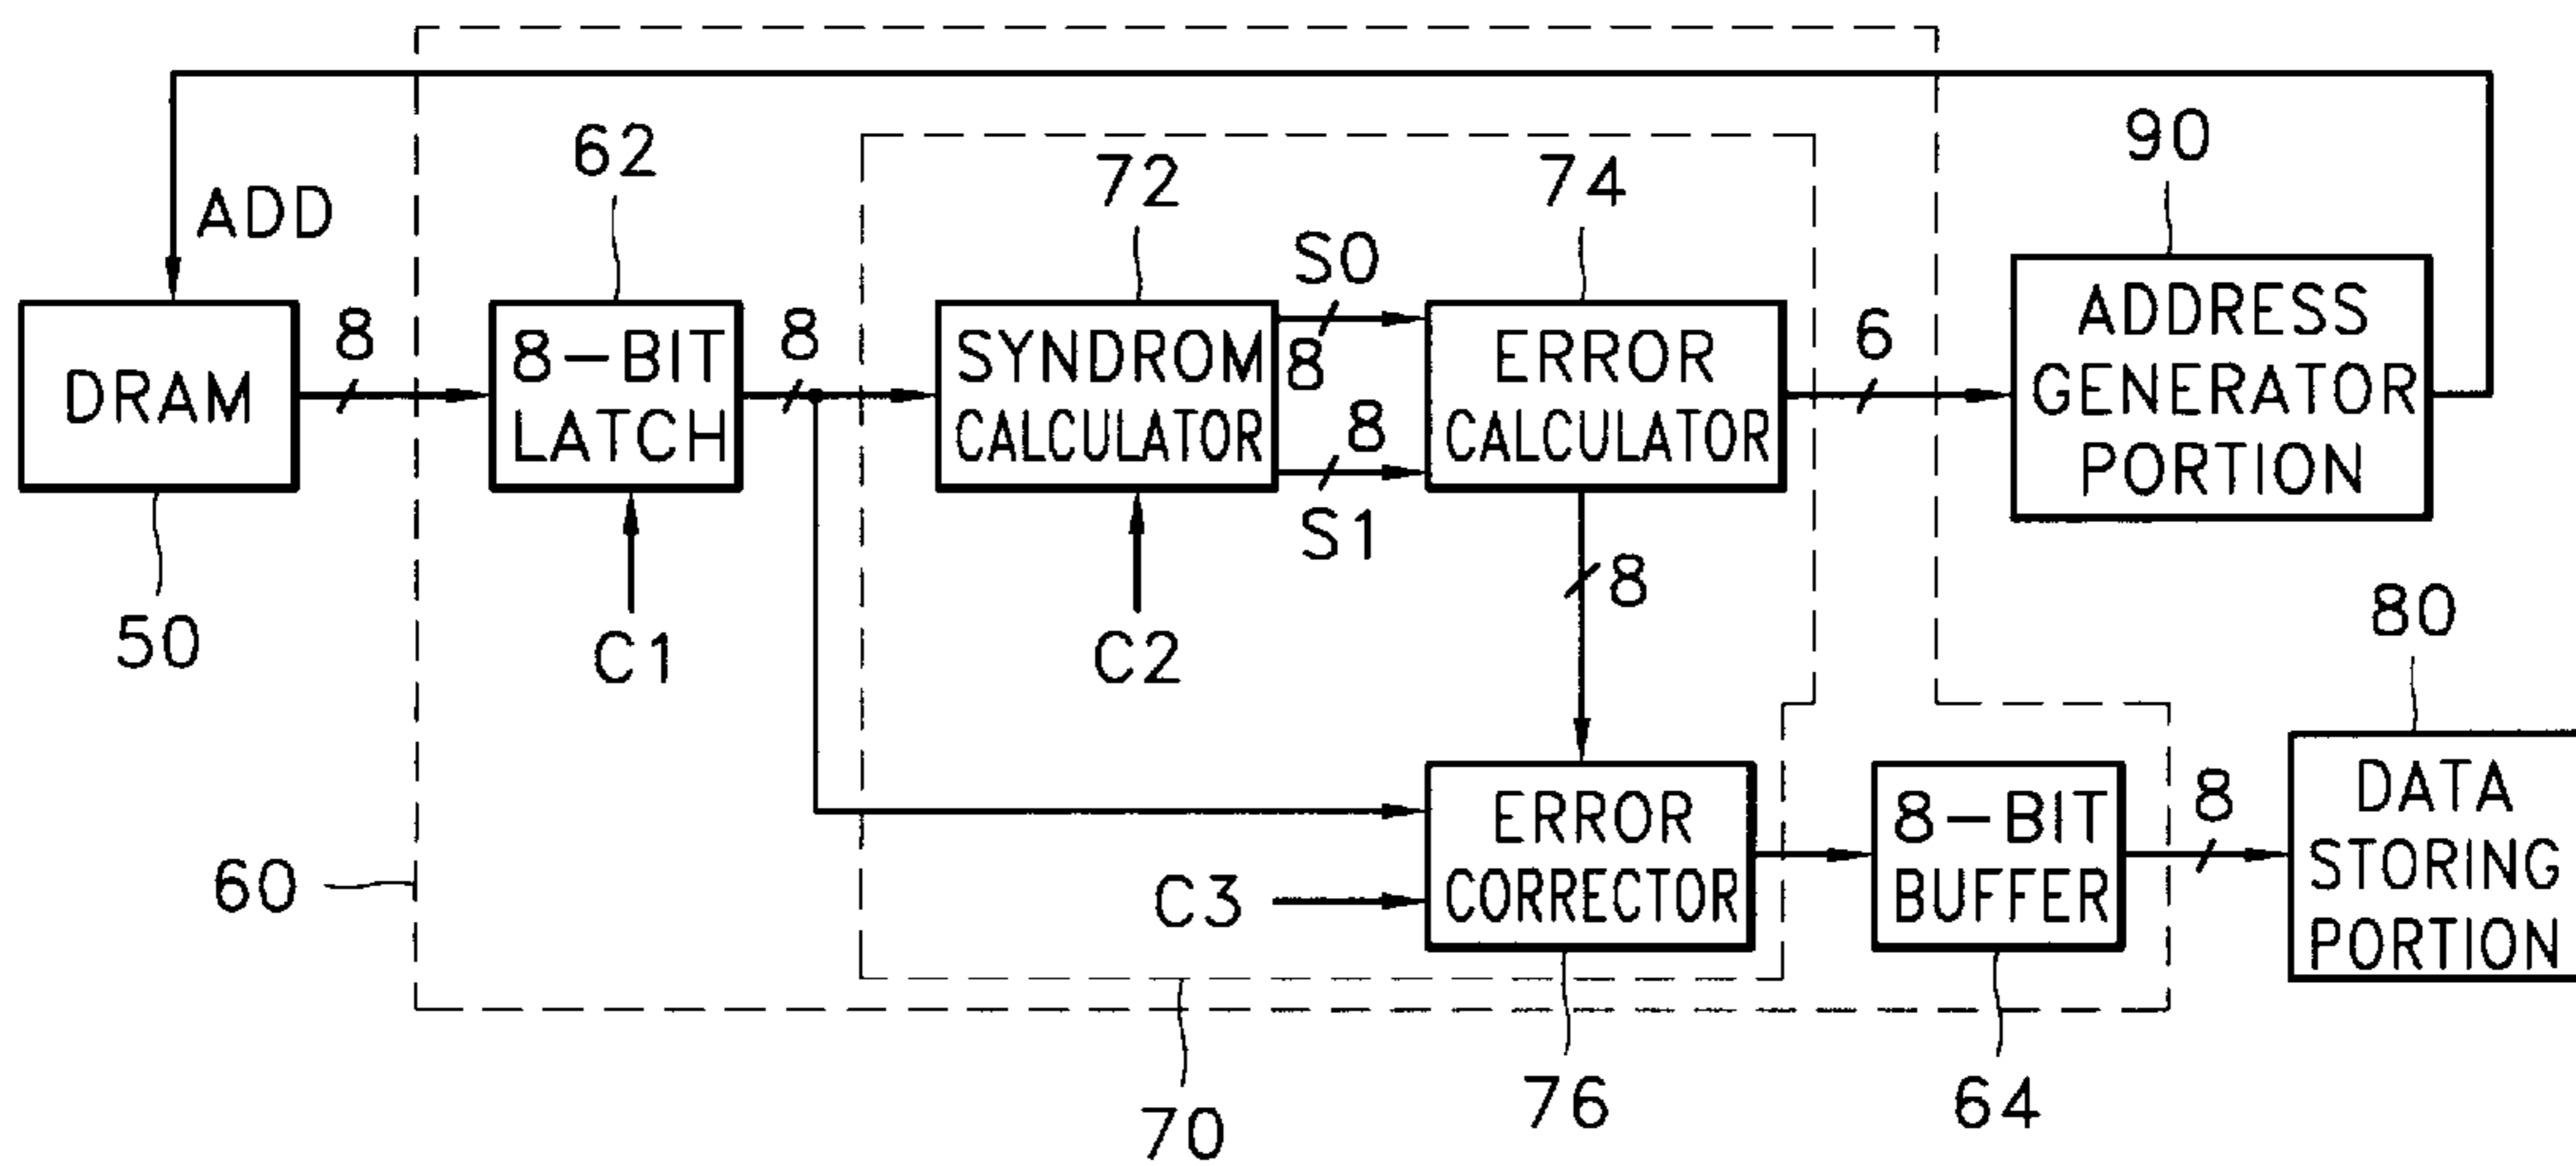 62
72
74
90
ADD
S0
8
8
8
8
6
DRAM
8-BIT
LATCH
SYNDROM
CALCULATOR
ERROR
CALCULATOR
ADDRESS
GENERATOR
PORTION
S1
8
50
C1
C2
80
60
C3
ERROR
CORRECTOR
8-BIT
BUFFER
8
DATA
STORING
PORTION
70
76
64